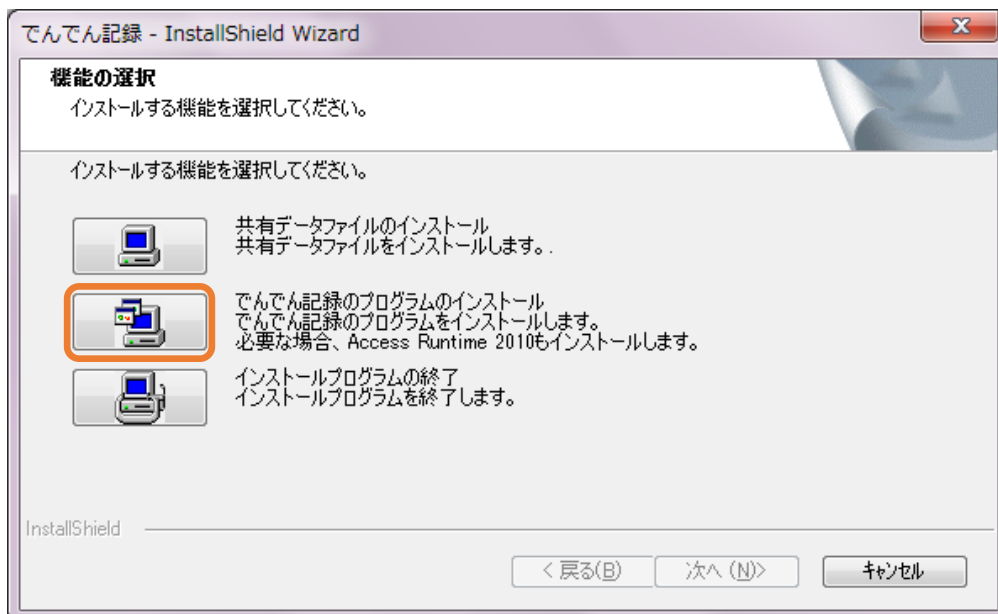 でんでん記録 - InstallShield Wizard
X
機能の選択
インストールする機能を選択してください。
インストールする機能を選択してください。
共有データファイルのインストール
共有データファイルをインストールします。.
でんでん記録のプログラムのインストール
でんでん記録のプログラムをインストールします。
必要な場合、Access Runtime 2010もインストールします。
インストールプログラムの終了
インストールプログラムを終了します。
InstallShield
< 戻る(B)
次へ (N)>
キャンセル